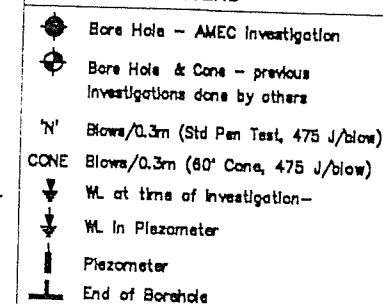 Bore Hole - AMEC investigation
Bore Hole & Cone - previous
investigations done by others
'N' Blows/0.3m (Std Pen Test, 475 J/blow)
CONE Blows/0.3m (60° Cone, 475 J/blow)
WL at time of investigation-
WL in Piezometer
Piezometer
End of Borehole